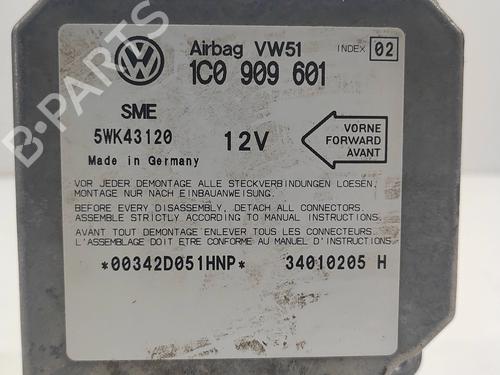 B-PARTS
Airbag VW51 INDEX 02
1C0 909 601
SME
5WK43120 12V
Made in Germany
VORNE
FORWARD
AVANT
VOR JEDER DEMONTAGE ALLE STECKVERBINDUNGEN LOESEN,
MONTAGE NUR NACH EINBAUANWEISUNG.
BEFORE EVERY DISASSEMBLY, DETACH ALL CONNECTORS.
ASSEMBLE STRICTLY ACCORDING TO MANUAL INSTRUCTIONS.
AVANT TOUT DEMONTAGE ENLEVER TOUS LES CONNECTEURS.
L'ASSEMBLAGE DOIT ETRE CONFORME AU MANUEL D'INSTRUCTIONS.
*00342D051HNP* 34010205 H